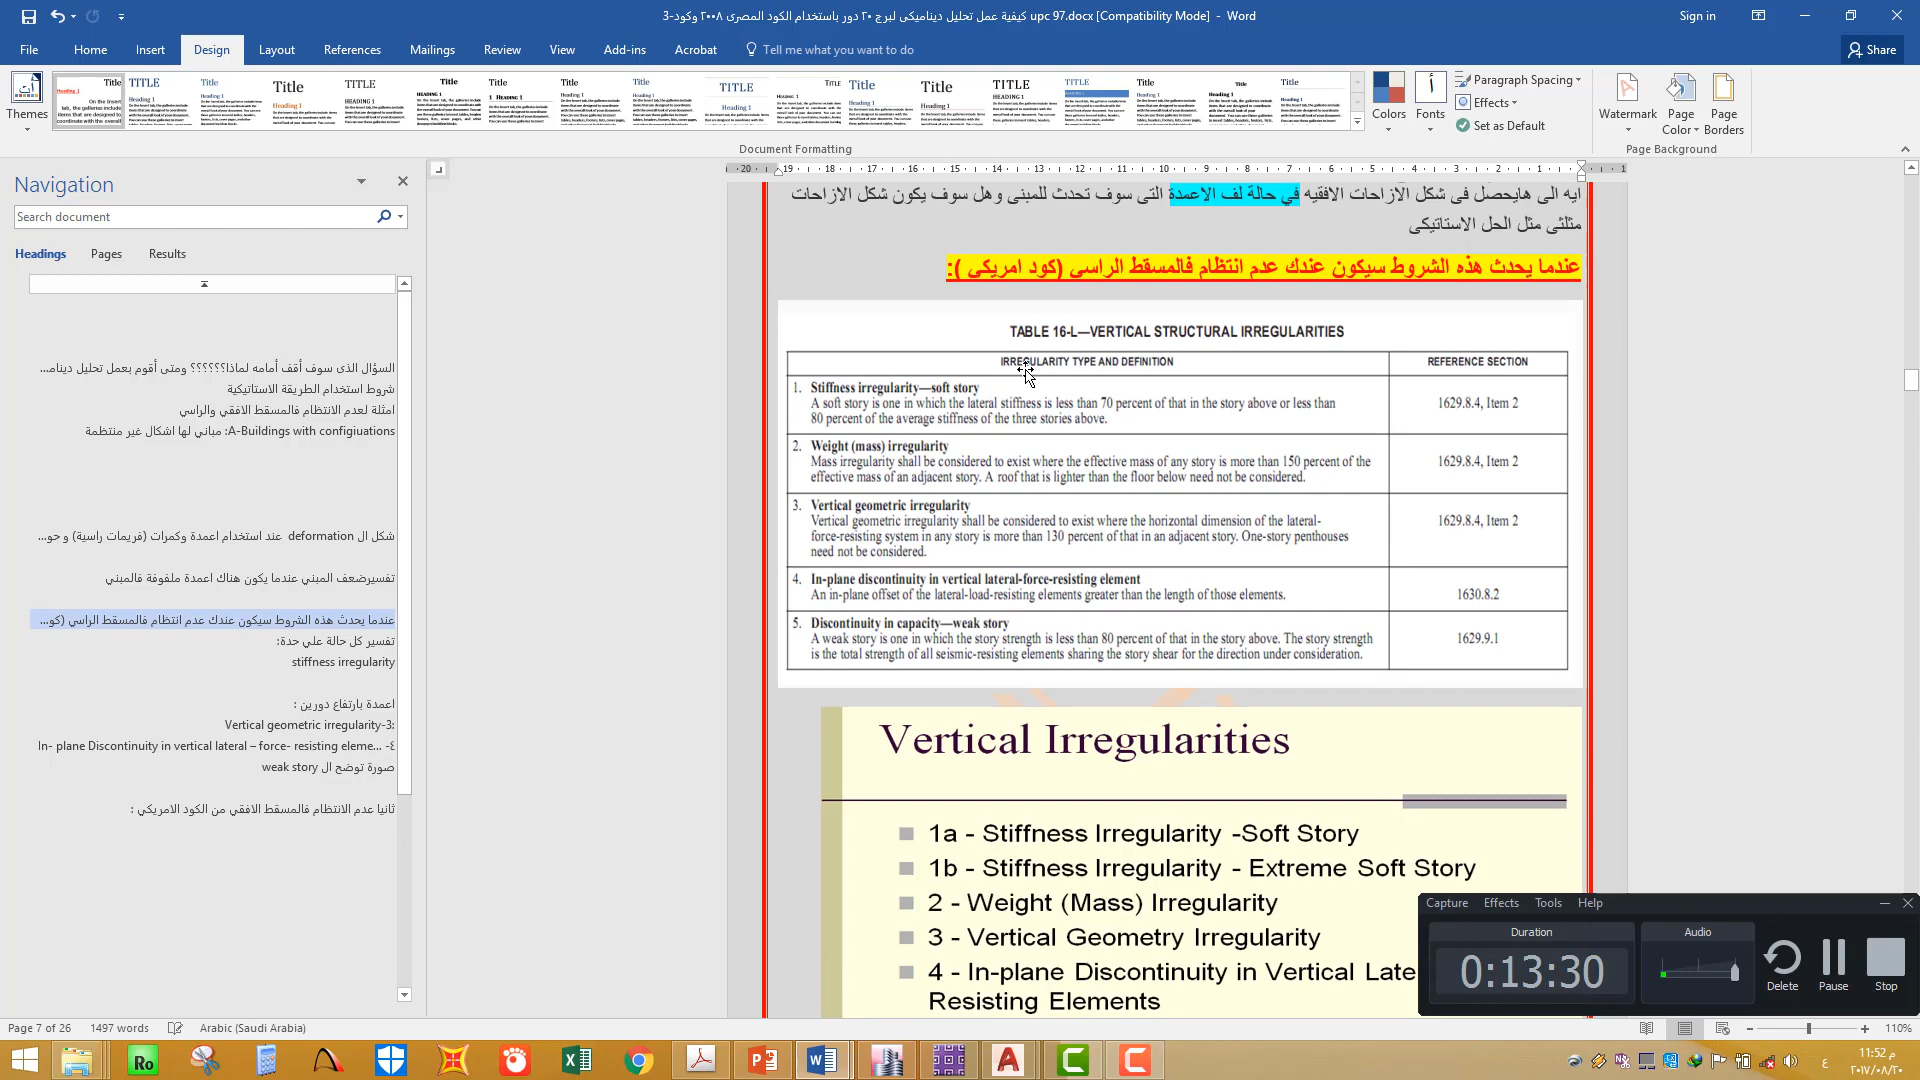 كيفية عمل تحليل ديناميكى لبرج ٢٠ دور باستخدام الكود المصرى ٢٠٠٨ وكود-3 upc 97.docx [Compatibility Mode] - Word
Sign in
File Home Insert Design Layout References Mailings Review View Add-ins Acrobat Tell me what you want to do Share
Themes
Colors
Fonts
Paragraph Spacing
Effects
Set as Default
Watermark
Page Color
Page Borders
Document Formatting
Page Background
Navigation
Search document
Headings Pages Results
السؤال الذى سوف أقف أمامه لماذا؟؟؟؟؟؟ ومتى أقوم بعمل تحليل دينامـ...
شروط استخدام الطريقة الاستاتيكية
امثلة لعدم الانتظام فالمسقط الافقي والراسي
A-Buildings with configiuations: مباني لها اشكال غير منتظمة
شكل ال deformation عند استخدام اعمدة وكمرات (فريمات راسية) و حو...
تفسيرضعف المبني عندما يكون هناك اعمدة ملفوفة فالمبني
عندما يحدث هذه الشروط سيكون عندك عدم انتظام فالمسقط الراسي (كو...
تفسير كل حالة علي حدة:
stiffness irregularity
اعمدة بارتفاع دورين :
Vertical geometric irregularity-3:
٤- In- plane Discontinuity in vertical lateral – force- resisting eleme...
صورة توضح ال weak story
ثانيا عدم الانتظام فالمسقط الافقي من الكود الامريكي :
ايه الى هايحصل فى شكل الازاحات الافقيه في حالة لف الاعمدة التى سوف تحدث للمبنى وهل سوف يكون شكل الازاحات
مثلثى مثل الحل الاستاتيكى
عندما يحدث هذه الشروط سيكون عندك عدم انتظام فالمسقط الراسي (كود امريكي ):
TABLE 16-L—VERTICAL STRUCTURAL IRREGULARITIES
IRREGULARITY TYPE AND DEFINITION REFERENCE SECTION
1. Stiffness irregularity—soft story
A soft story is one in which the lateral stiffness is less than 70 percent of that in the story above or less than
80 percent of the average stiffness of the three stories above.
1629.8.4, Item 2
2. Weight (mass) irregularity
Mass irregularity shall be considered to exist where the effective mass of any story is more than 150 percent of the
effective mass of an adjacent story. A roof that is lighter than the floor below need not be considered.
1629.8.4, Item 2
3. Vertical geometric irregularity
Vertical geometric irregularity shall be considered to exist where the horizontal dimension of the lateral-
force-resisting system in any story is more than 130 percent of that in an adjacent story. One-story penthouses
need not be considered.
1629.8.4, Item 2
4. In-plane discontinuity in vertical lateral-force-resisting element
An in-plane offset of the lateral-load-resisting elements greater than the length of those elements.
1630.8.2
5. Discontinuity in capacity—weak story
A weak story is one in which the story strength is less than 80 percent of that in the story above. The story strength
is the total strength of all seismic-resisting elements sharing the story shear for the direction under consideration.
1629.9.1
Vertical Irregularities
1a - Stiffness Irregularity -Soft Story
1b - Stiffness Irregularity - Extreme Soft Story
2 - Weight (Mass) Irregularity
3 - Vertical Geometry Irregularity
4 - In-plane Discontinuity in Vertical Late
Resisting Elements
Capture Effects Tools Help
Duration
Audio
0:13:30
Delete Pause Stop
Page 7 of 26 1497 words Arabic (Saudi Arabia)
110%
11:52 م
٢٠١٧/٠٨/٢٠